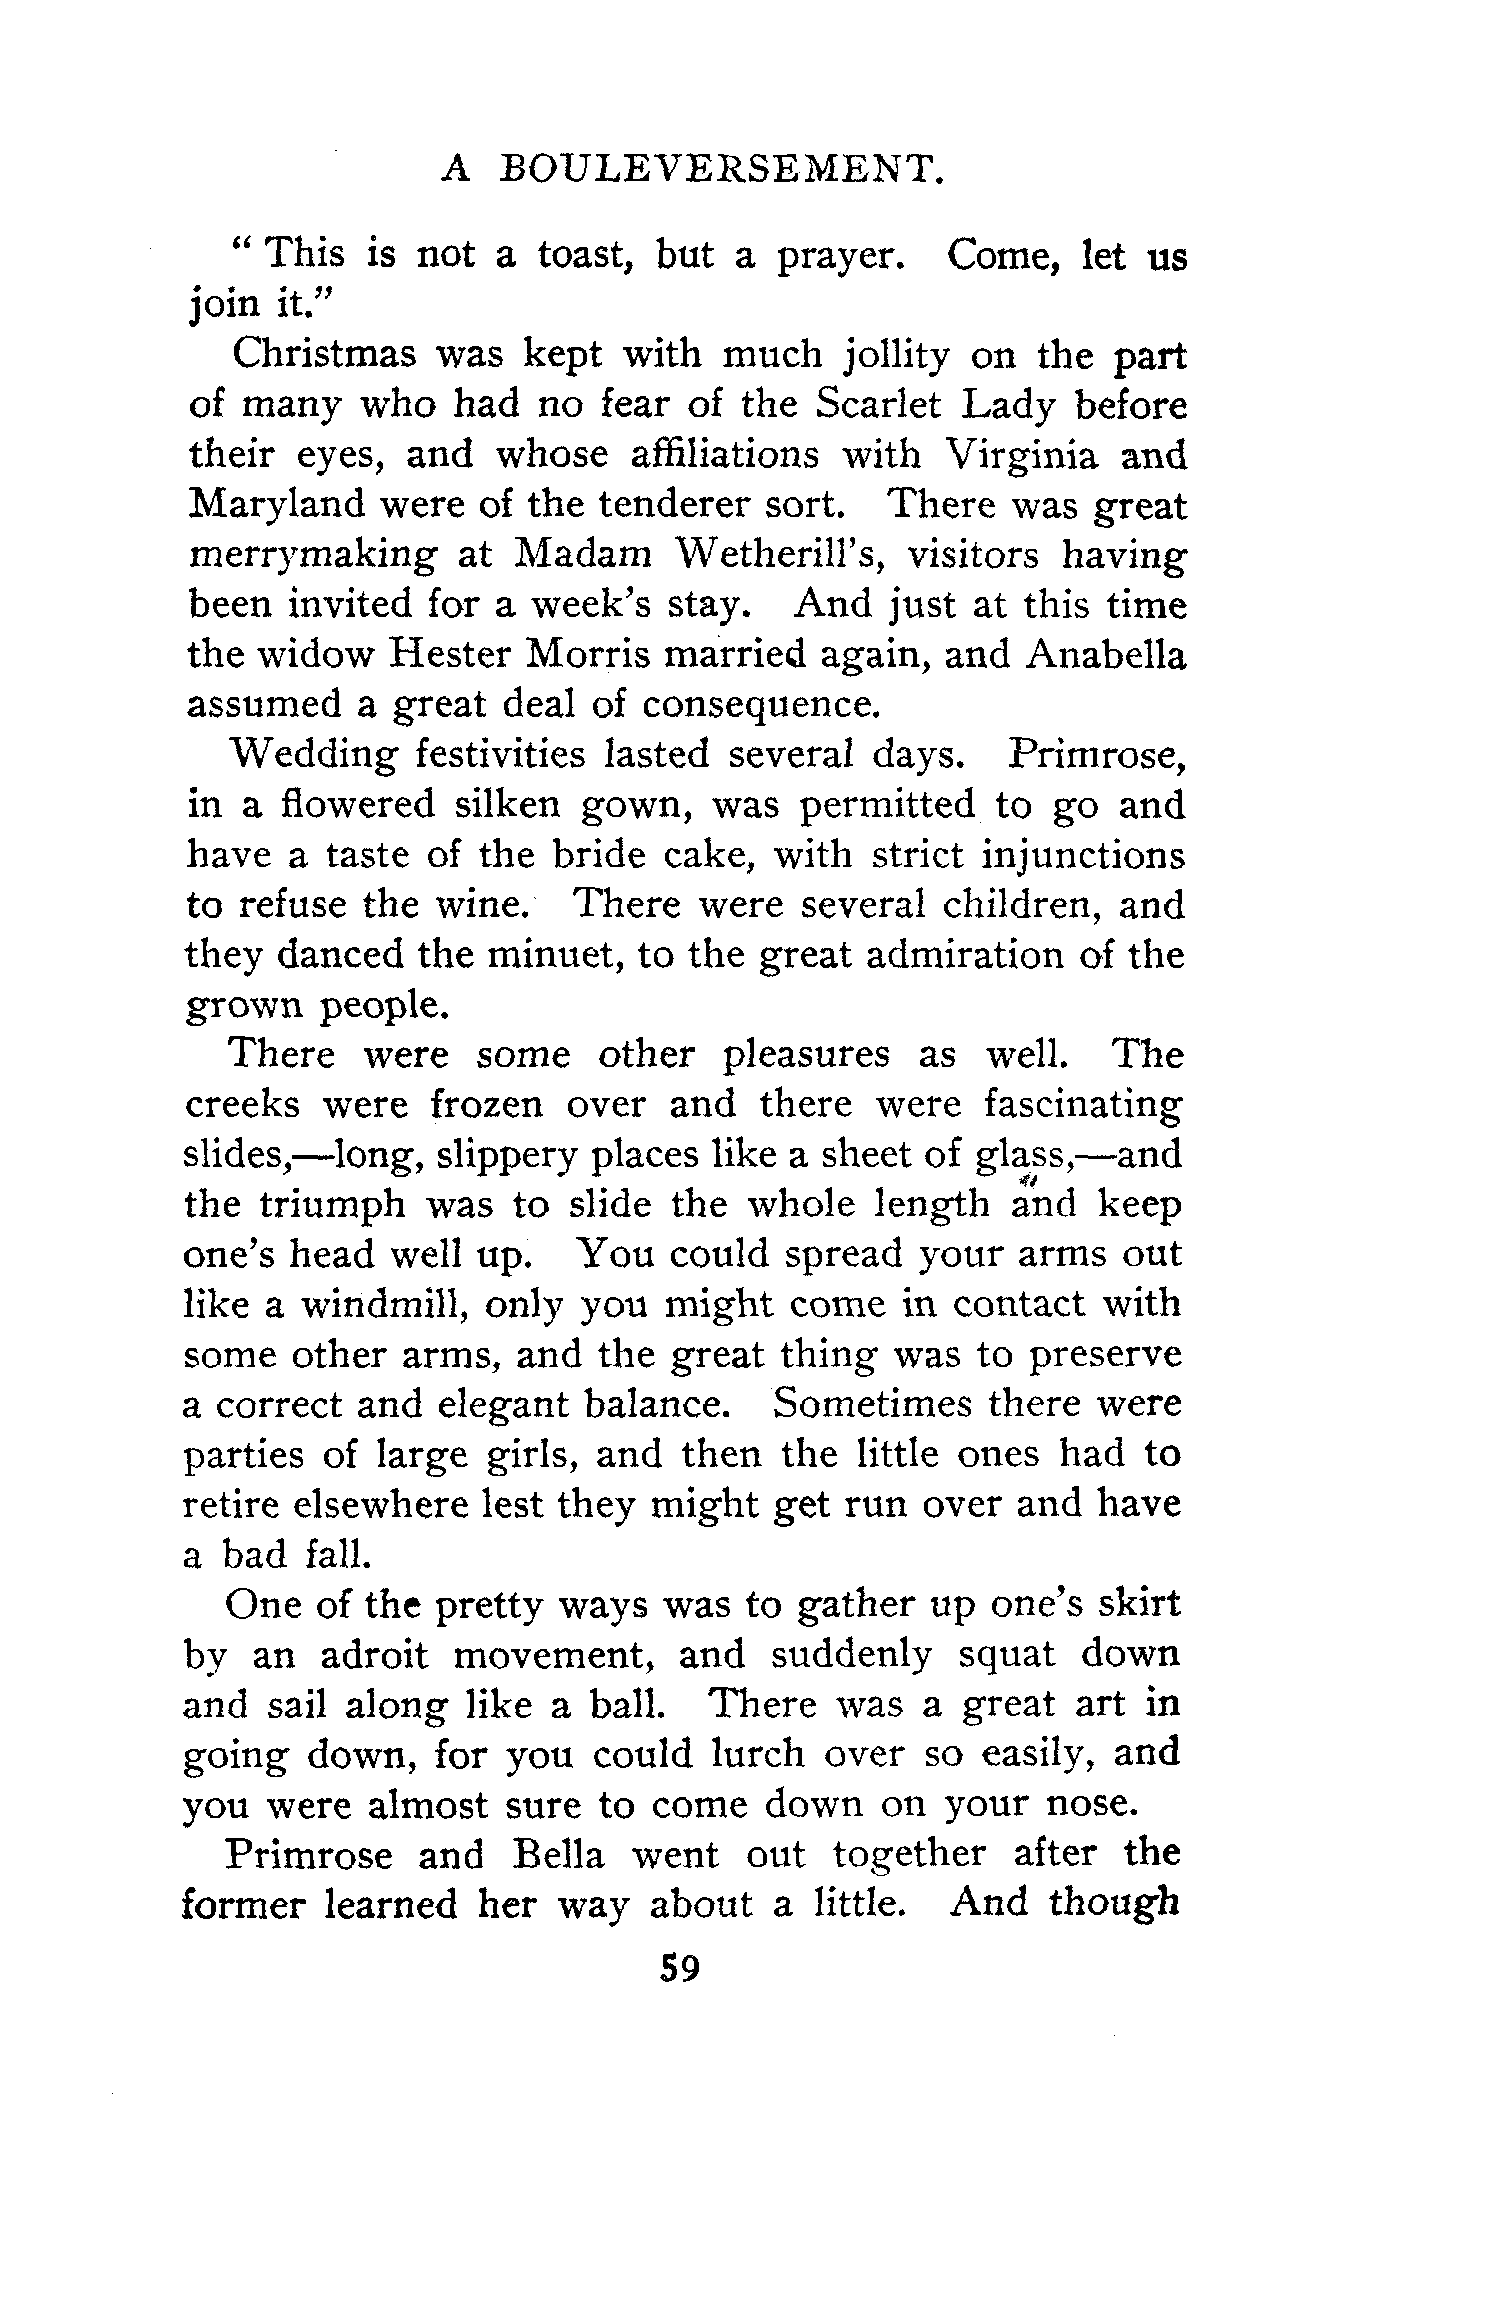 A BOULEVERSEMENT.
“ This is not a toast, but a prayer. Come, let us
join it.”
Christmas was kept with much jollity on the part
of many who had no fear of the Scarlet Lady before
their eyes, and whose affiliations with Virginia and
Maryland were of the tenderer sort. There was great
merrymaking at Madam Wetherill’s, visitors having
been invited for a week’s stay. And just at this time
the widow Hester Morris married again, and Anabella
assumed a great deal of consequence.
Wedding festivities lasted several days. Primrose,
in a flowered silken gown, was permitted to go and
have a taste of the bride cake, with strict injunctions
to refuse the wine. There were several children, and
they danced the minuet, to the great admiration of the
grown people.
There were some other pleasures as well. The
creeks were frozen over and there were fascinating
slides,—long, slippery places like a sheet of glass,—and
the triumph was to slide the whole length and keep
one’s head well up. You could spread your arms out
like a windmill, only you might come in contact with
some other arms, and the great thing was to preserve
a correct and elegant balance. Sometimes there were
parties of large girls, and then the little ones had to
retire elsewhere lest they might get run over and have
a bad fall.
One of the pretty ways was to gather up one’s skirt
by an adroit movement, and suddenly squat down
and sail along like a ball. There was a great art in
going down, for you could lurch over so easily, and
you were almost sure to come down on your nose.
Primrose and Bella went out together after the
former learned her way about a little. And though
59